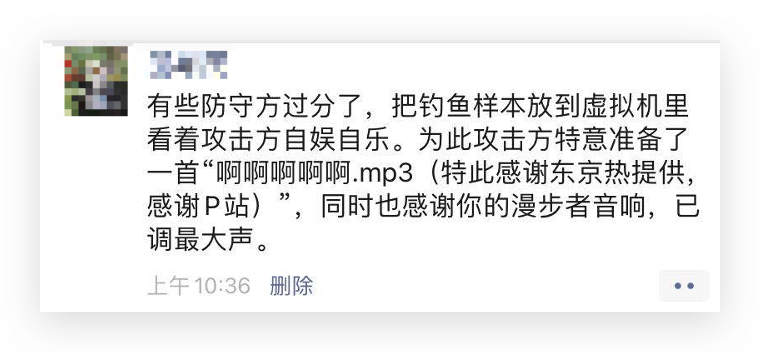 有些防守方过分了，把钓鱼样本放到虚拟机里
看着攻击方自娱自乐。为此攻击方特意准备了
一首“啊啊啊啊啊.mp3（特此感谢东京热提供，
感谢P站）”，同时也感谢你的漫步者音响，已
调最大声。
上午10:36 删除